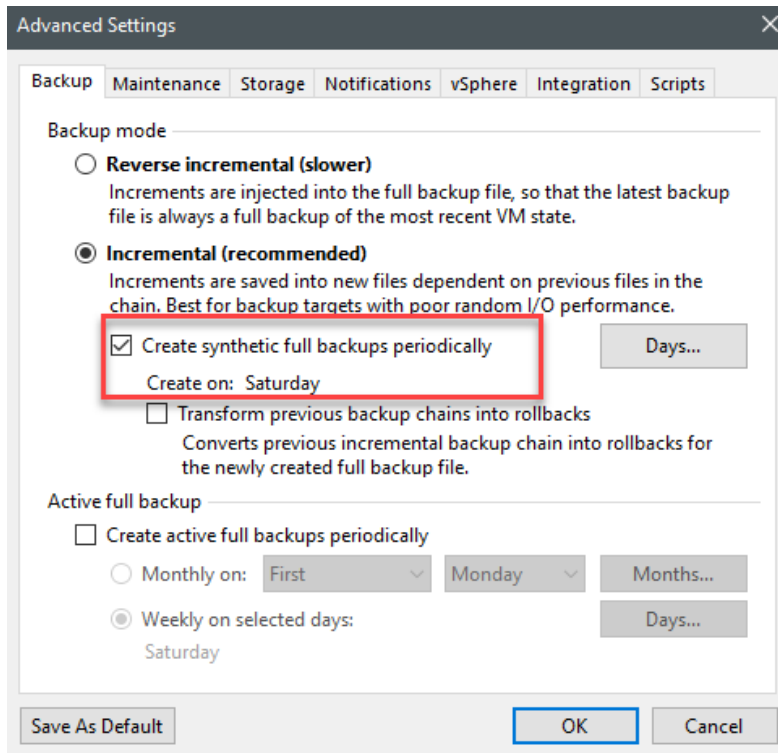 Advanced Settings
Backup Maintenance Storage Notifications vSphere Integration Scripts
Backup mode
Reverse incremental (slower)
Increments are injected into the full backup file, so that the latest backup
file is always a full backup of the most recent VM state.
Incremental (recommended)
Increments are saved into new files dependent on previous files in the
chain. Best for backup targets with poor random I/O performance.
Create synthetic full backups periodically Days...
Create on: Saturday
Transform previous backup chains into rollbacks
Converts previous incremental backup chain into rollbacks for
the newly created full backup file.
Active full backup
Create active full backups periodically
Monthly on: First Monday Months...
Weekly on selected days: Days...
Saturday
Save As Default OK Cancel